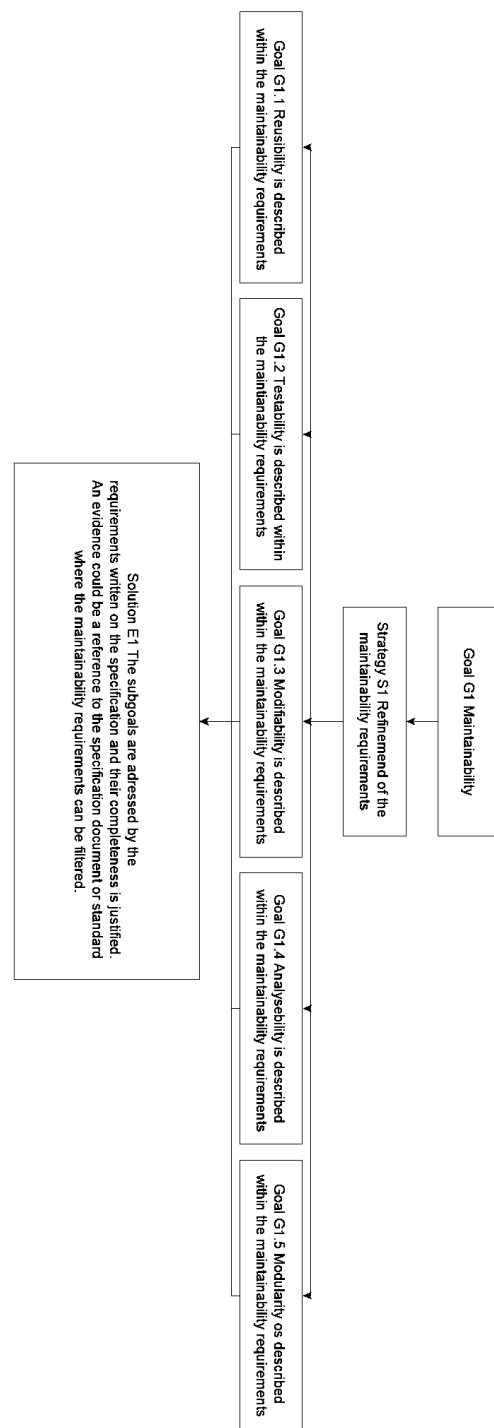 Goal G1 Maintainability
Strategy S1 Refinemend of the
maintainability requirements
Goal G1.1 Reusibility is described
within the maintainability requirements
Goal G1.2 Testability is described within
the maintianability requirements
Goal G1.3 Modifiability is described
within the maintainability requirements
Goal G1.4 Analysebility is described
within the maintainability requirements
Goal G1.5 Modularity os described
within the maintainability requirements
Solution E1 The subgoals are adressed by the
requirements written on the specification and their completeness is justified.
An evidence could be a reference to the specification document or standard
where the maintainability requirements can be filtered.